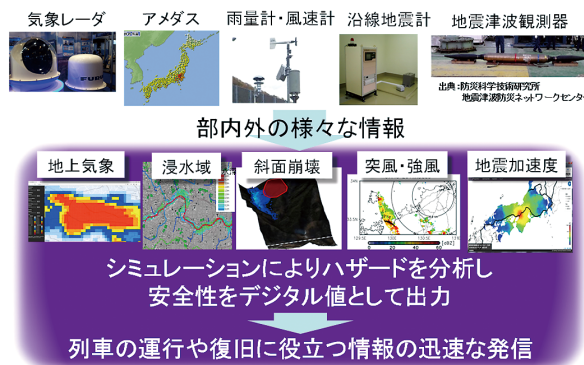 気象レーダ
アメダス
雨量計・風速計
沿線地震計
地震津波観測器
出典：防災科学技術研究所
地震津波防災ネットワークセンター
部内外の様々な情報
地上気象
浸水域
斜面崩壊
突風・強風
地震加速度
シミュレーションによりハザードを分析し
安全性をデジタル値として出力
列車の運行や復旧に役立つ情報の迅速な発信